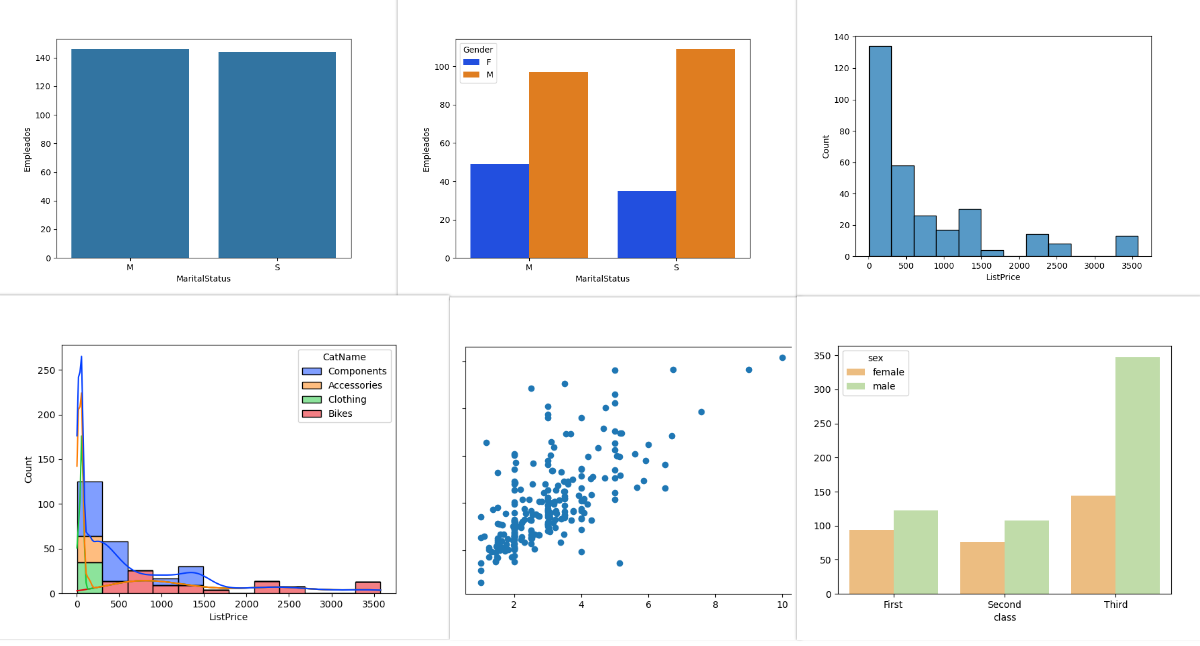 140
120
100
80
60
40
20
0
Empleados
M S
MaritalStatus
Gender
F
M
100
80
60
40
20
0
Empleados
M S
MaritalStatus
140
120
100
80
60
40
20
0
Count
0 500 1000 1500 2000 2500 3000 3500
ListPrice
CatName
Components
Accessories
Clothing
Bikes
250
200
150
100
50
0
Count
0 500 1000 1500 2000 2500 3000 3500
ListPrice
2 4 6 8 10
sex
female
male
350
300
250
200
150
100
50
0
First Second Third
class